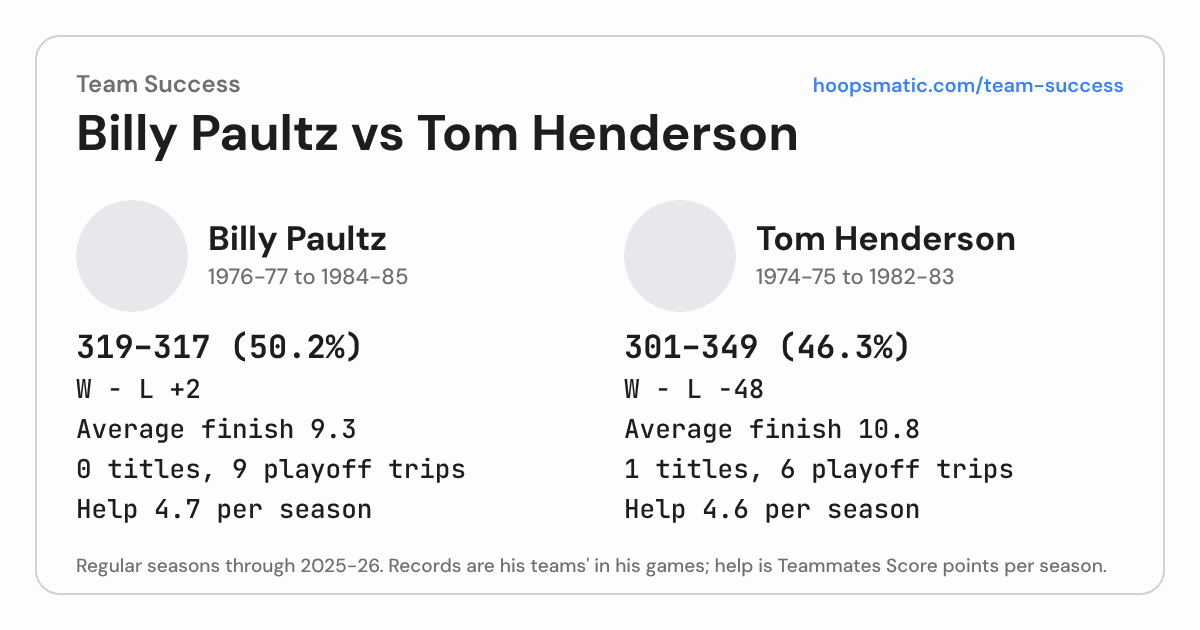 Team Success
hoopsmatic.com/team-success
Billy Paultz vs Tom Henderson
Billy Paultz
1976-77 to 1984-85
319-317 (50.2%)
W - L +2
Average finish 9.3
0 titles, 9 playoff trips
Help 4.7 per season
Tom Henderson
1974-75 to 1982-83
301-349 (46.3%)
W - L -48
Average finish 10.8
1 titles, 6 playoff trips
Help 4.6 per season
Regular seasons through 2025-26. Records are his teams' in his games; help is Teammates Score points per season.